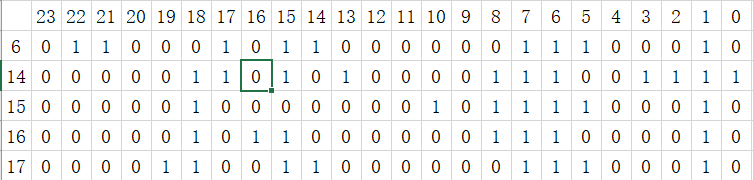 23 22 21 20 19 18 17 16 15 14 13 12 11 10 9 8 7 6 5 4 3 2 1 0
6 0 1 1 0 0 0 1 0 1 1 0 0 0 0 0 0 1 1 1 0 0 0 1 0
14 0 0 0 0 0 1 1 0 1 0 1 0 0 0 0 1 1 1 0 0 1 1 1 1
15 0 0 0 0 0 1 0 0 0 0 0 0 0 1 0 1 1 1 1 0 0 0 1 0
16 0 0 0 0 0 1 0 1 1 0 0 0 0 0 0 1 1 1 0 0 0 0 1 0
17 0 0 0 0 1 1 0 0 1 1 0 0 0 0 0 0 1 1 1 0 0 0 1 0